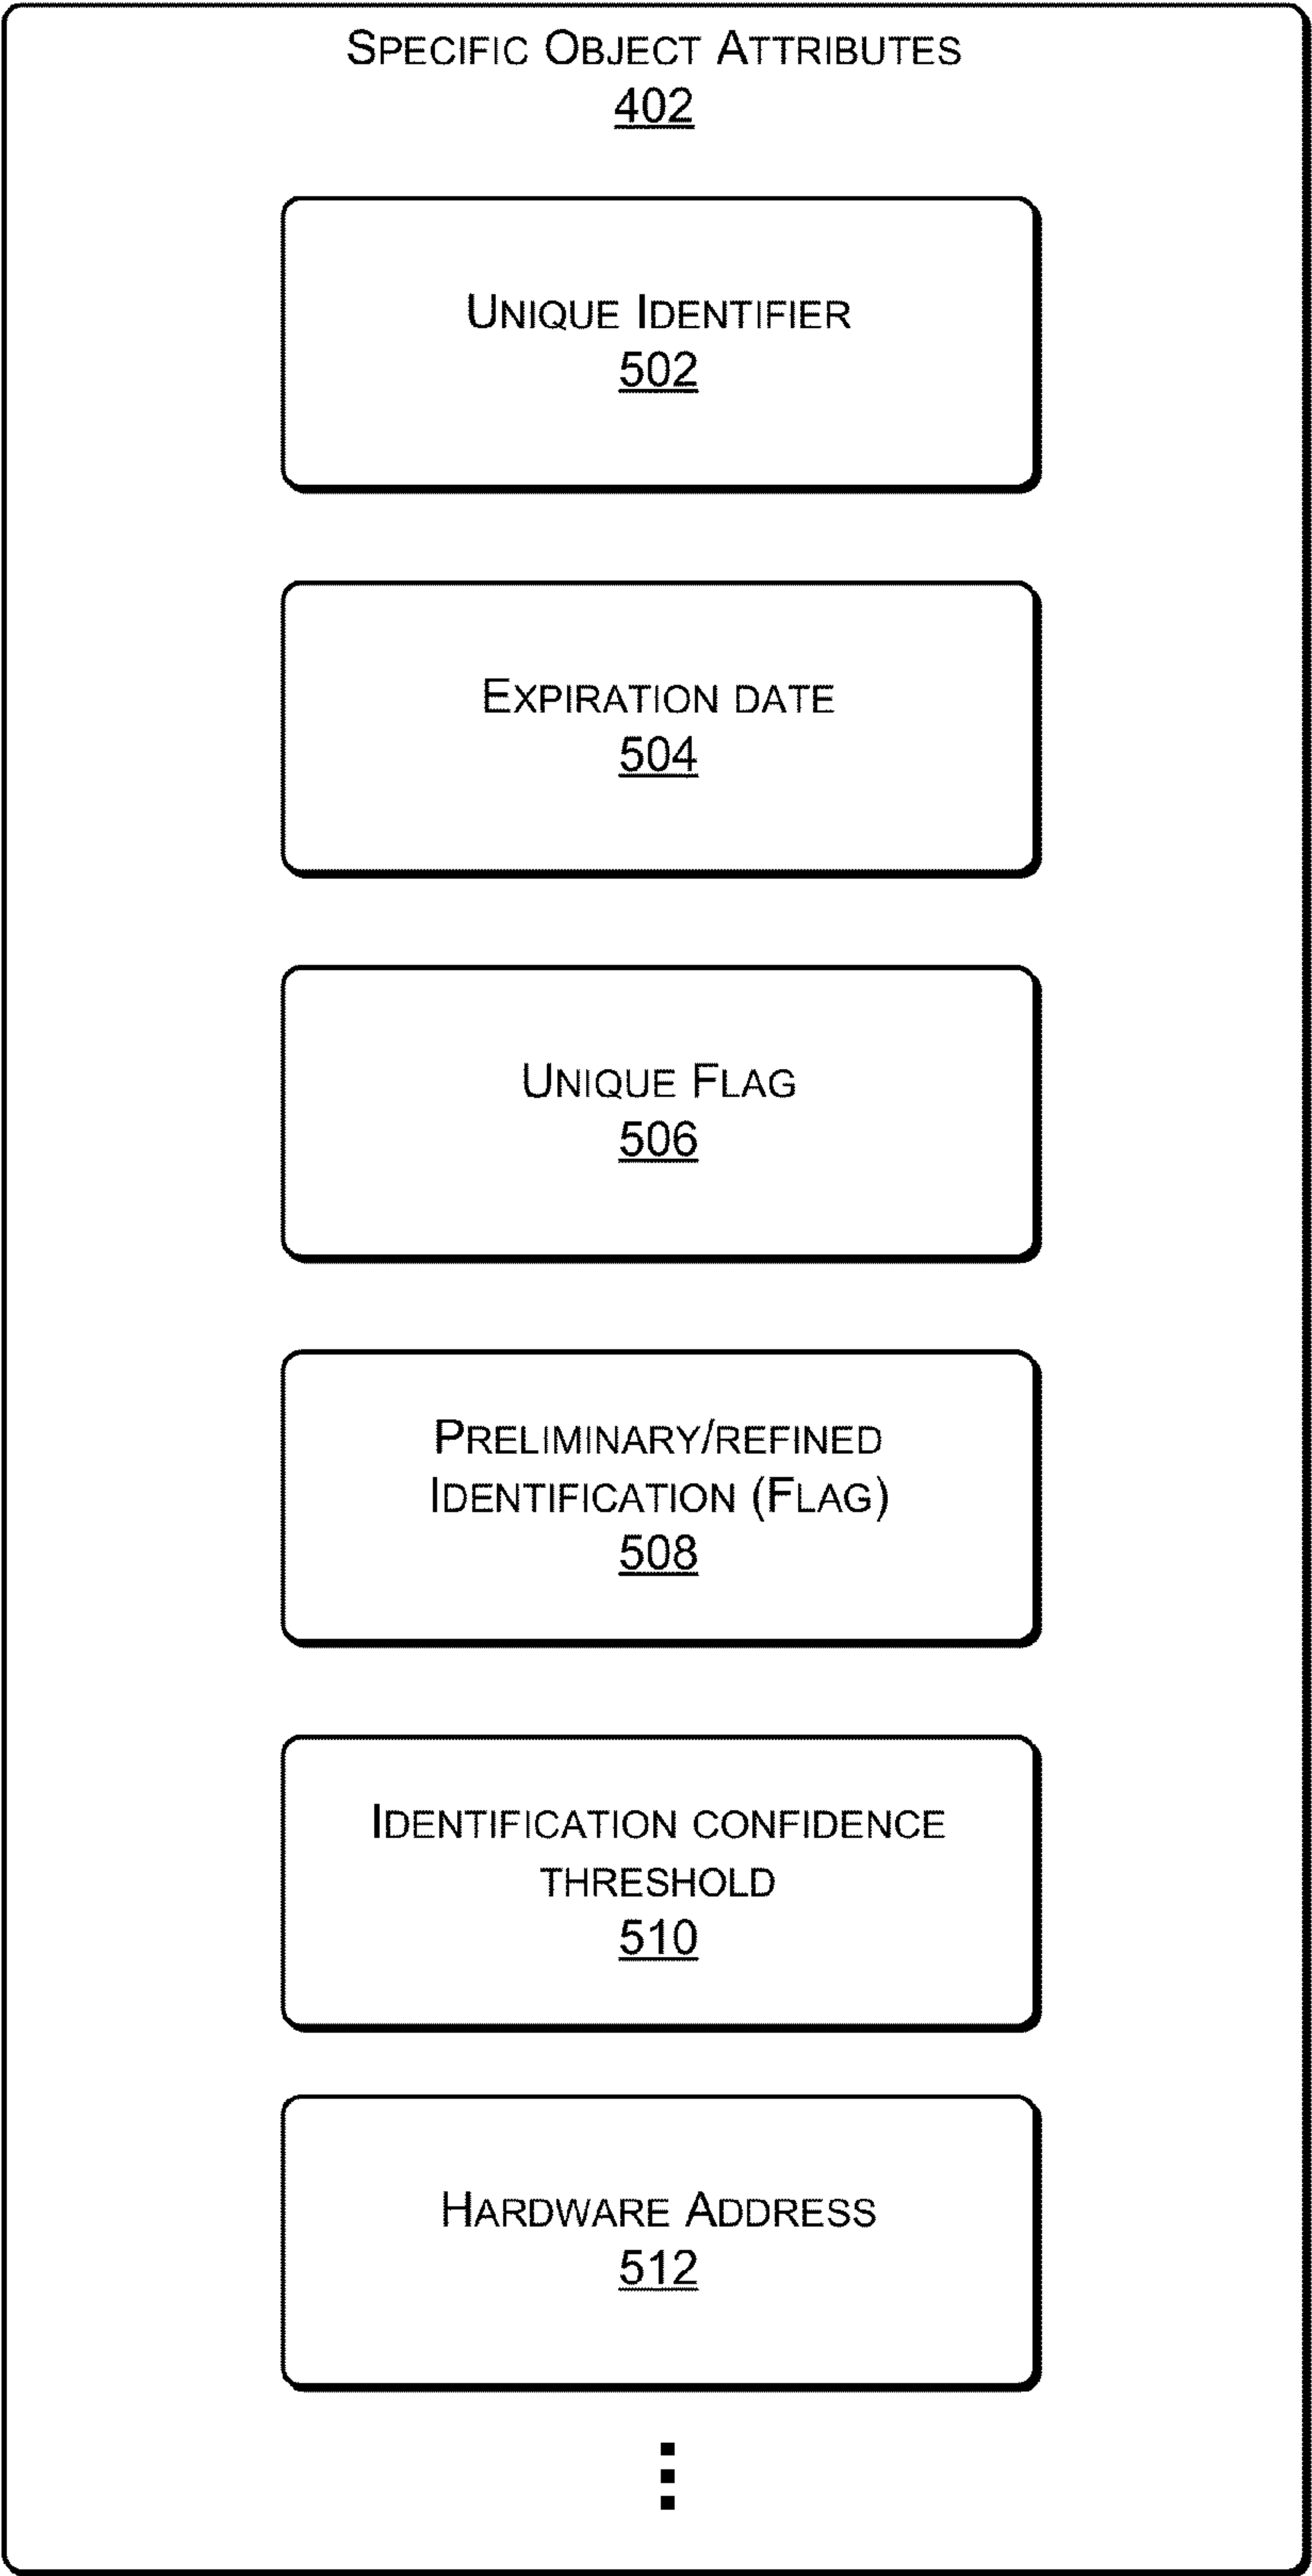 SPECIFIC OBJECT ATTRIBUTES
402
UNIQUE IDENTIFIER
502
EXPIRATION DATE
504
UNIQUE FLAG
506
PRELIMINARY/REFINED
IDENTIFICATION (FLAG)
508
IDENTIFICATION CONFIDENCE
THRESHOLD
510
HARDWARE ADDRESS
512